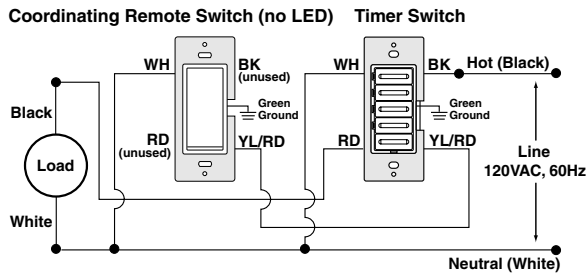 Coordinating Remote Switch (no LED) Timer Switch
WH
BK
(unused)
WH
BK
Hot (Black)
Black
Green
Ground
Green
Ground
RD
(unused)
YL/RD
RD
YL/RD
Load
Line
120VAC, 60Hz
White
Neutral (White)